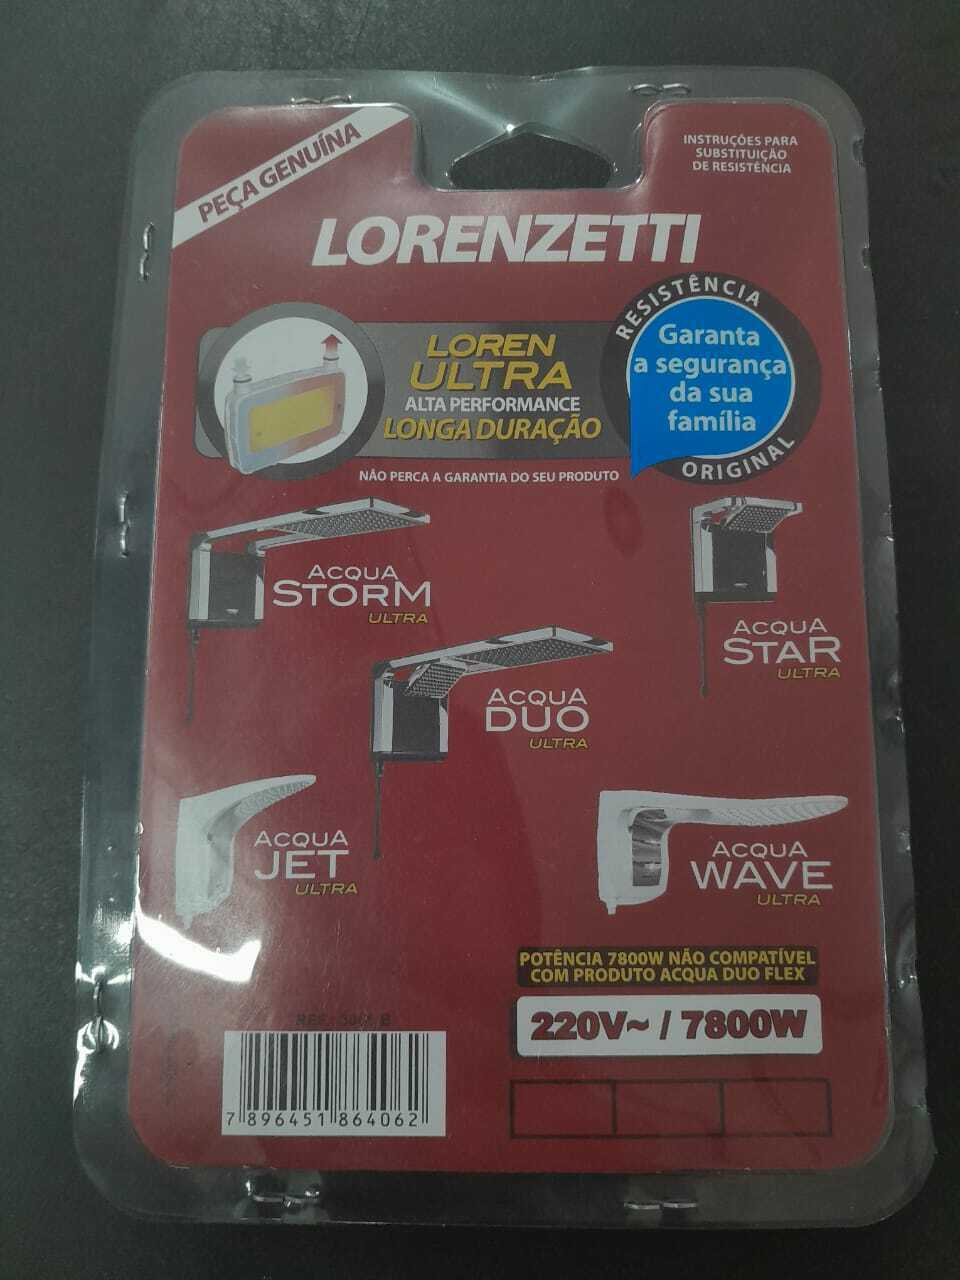 PEÇA GENUÍNA
INSTRUÇÕES PARA
SUBSTITUIÇÃO
DE RESISTÊNCIA
LORENZETTI
LOREN
ULTRA
ALTA PERFORMANCE
LONGA DURAÇÃO
RESISTÊNCIA
Garanta
a segurança
da sua
família
ORIGINAL
NÃO PERCA A GARANTIA DO SEU PRODUTO
ACQUA
STORM
ULTRA
ACQUA
STAR
ULTRA
ACQUA
DUO
ULTRA
ACQUA
JET
ULTRA
ACQUA
WAVE
ULTRA
POTÊNCIA 7800W NÃO COMPATÍVEL
COM PRODUTO ACQUA DUO FLEX
220V~ / 7800W
REF.:
7 896451 864062